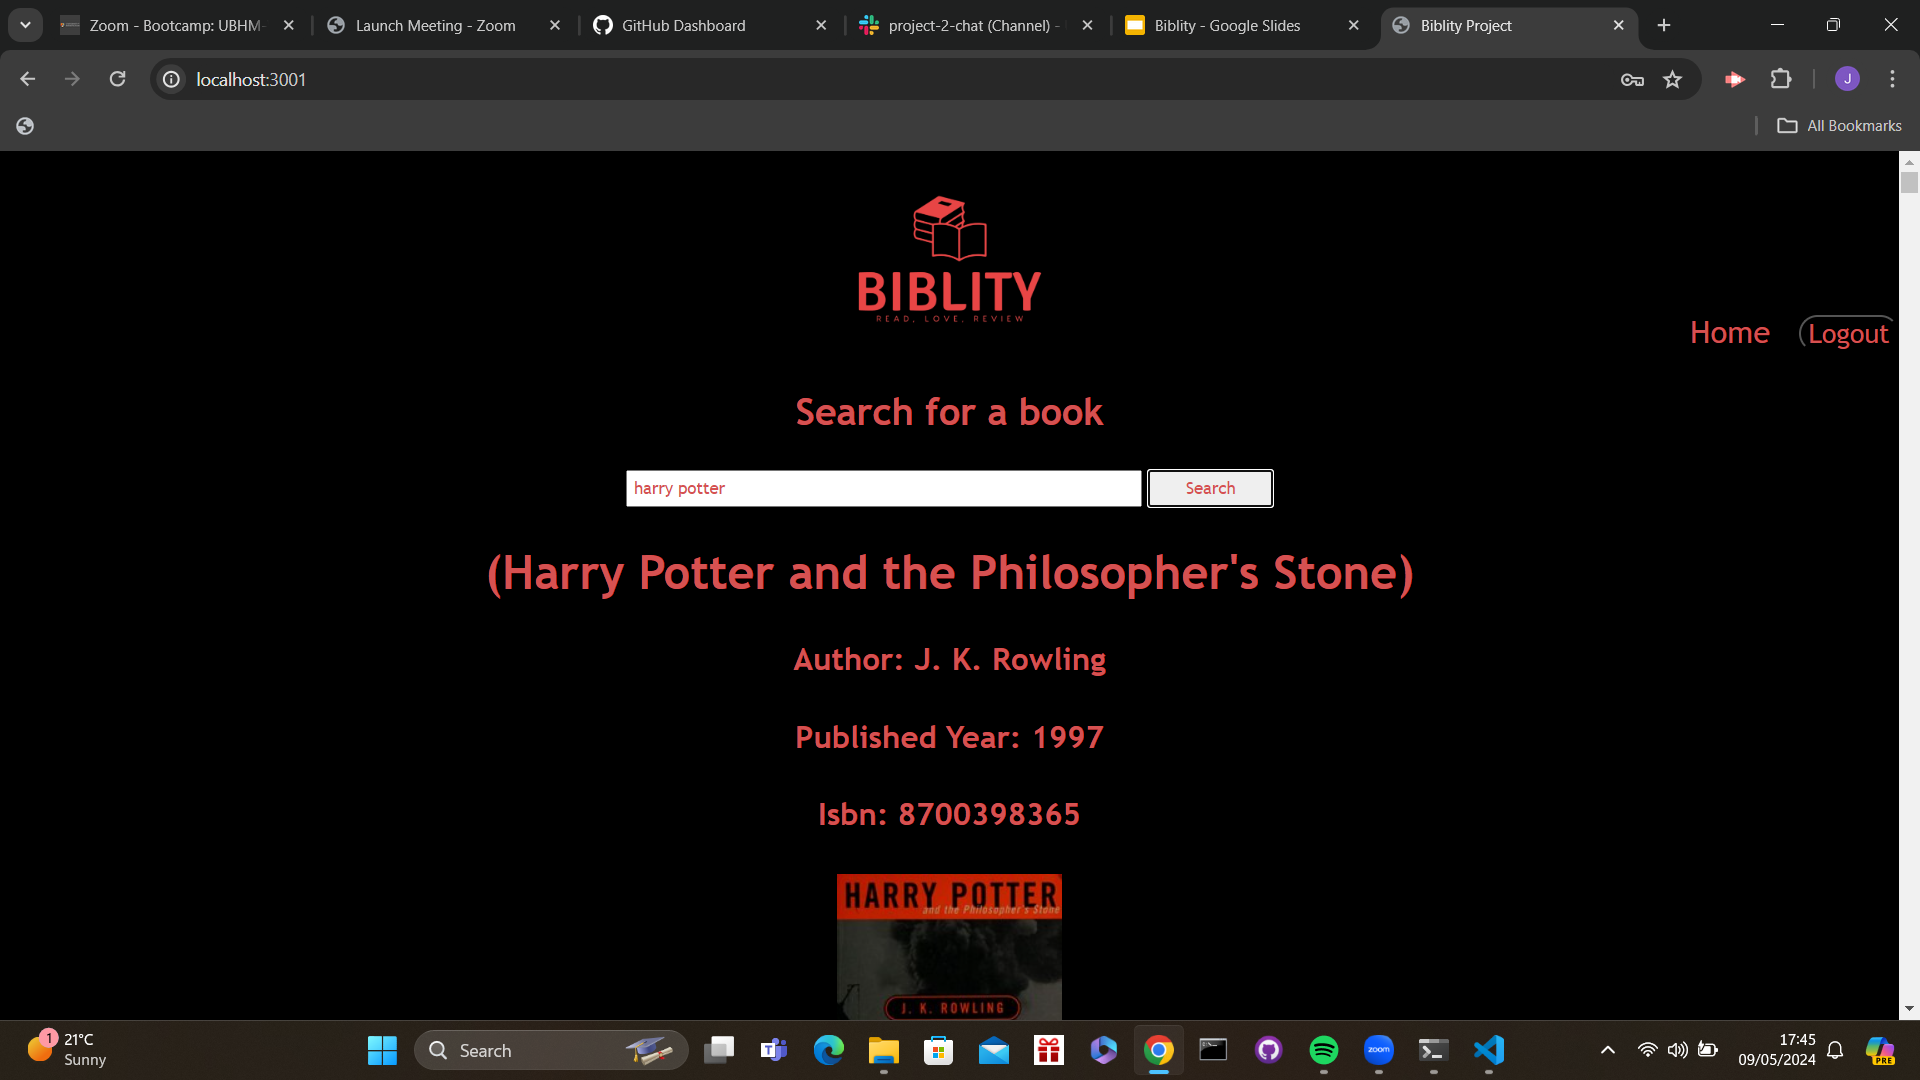 Zoom - Bootcamp: UBHM-
Launch Meeting - Zoom
GitHub Dashboard
project-2-chat (Channel) -
Biblity - Google Slides
Biblity Project
localhost:3001
J
All Bookmarks
BIBLITY
READ, LOVE, REVIEW
Home
Logout
Search for a book
harry potter
Search
(Harry Potter and the Philosopher's Stone)
Author: J. K. Rowling
Published Year: 1997
Isbn: 8700398365
HARRY POTTER
and the Philosopher's Stone
J. K. ROWLING
1
21°C
Sunny
Search
zoom
17:45
09/05/2024
PRE